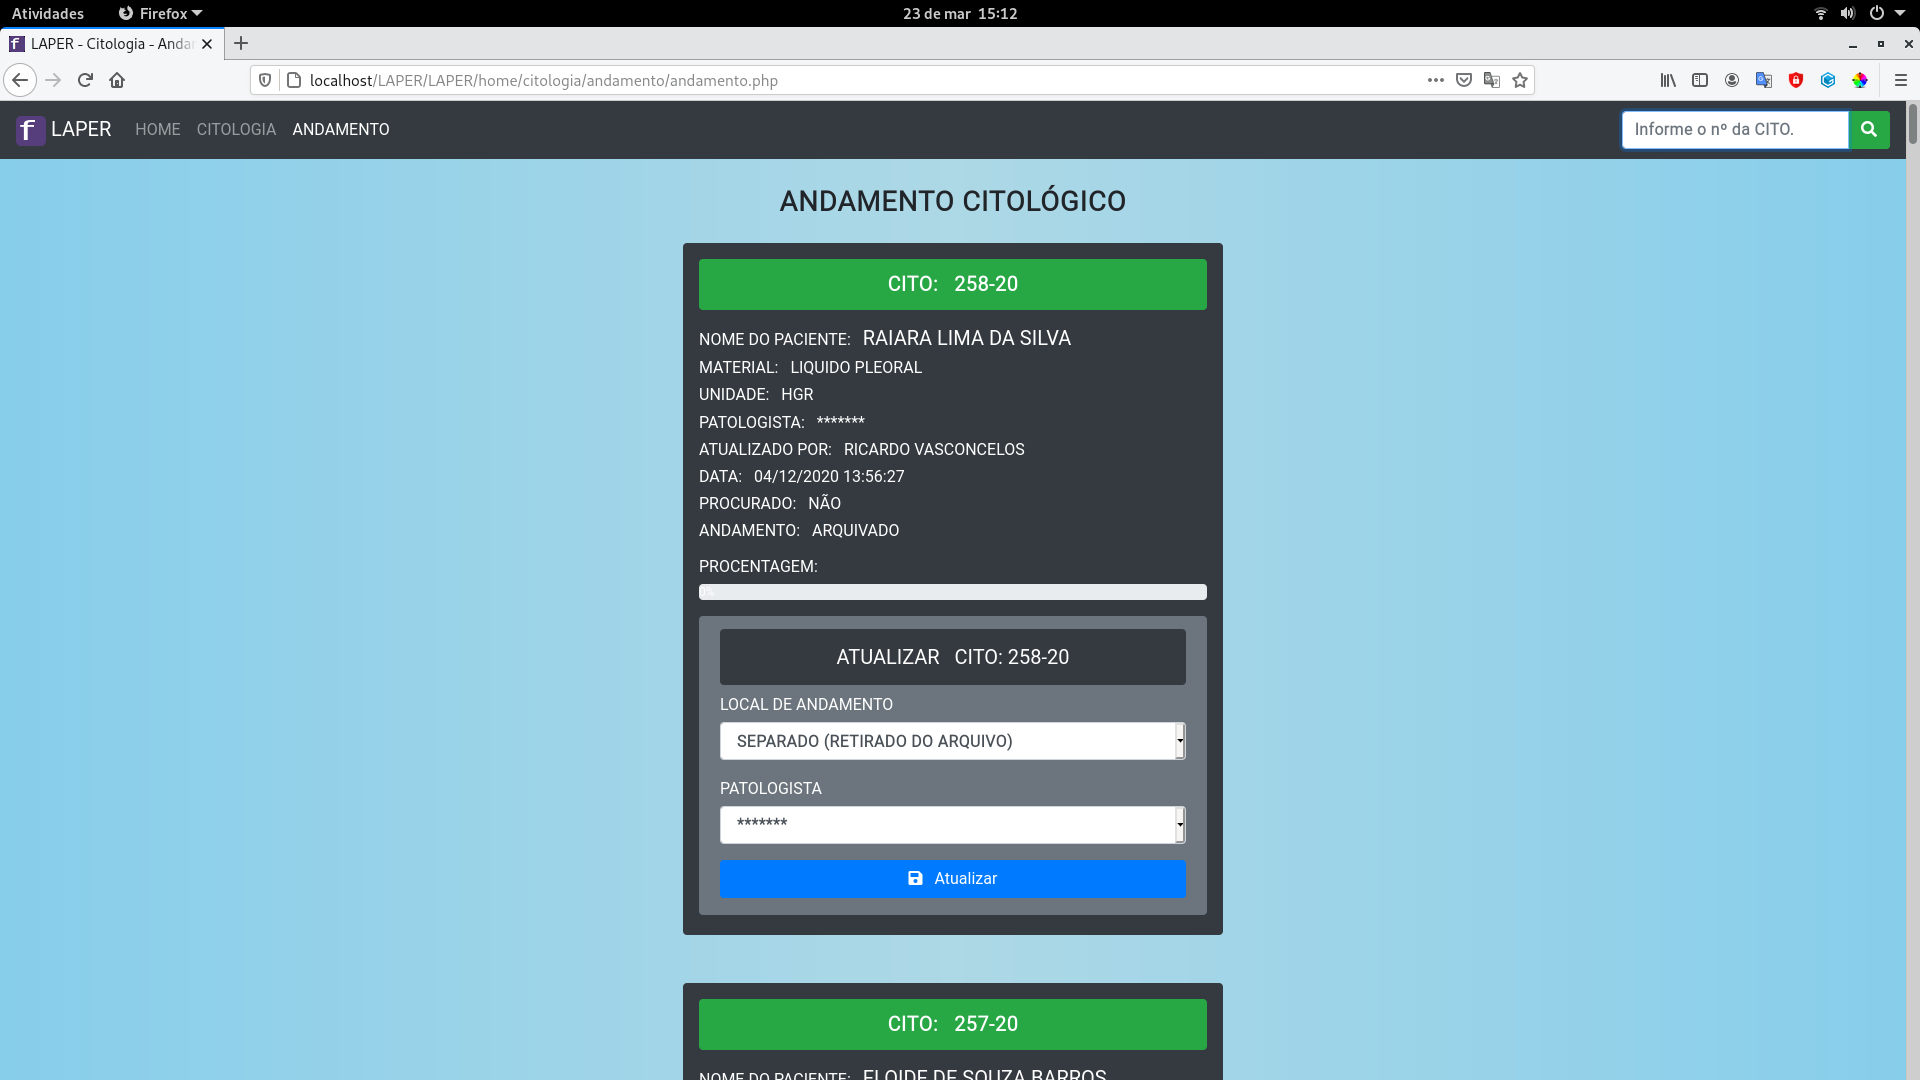 Atividades Firefox 23 de mar 15:12
LAPER - Citologia - Anda
localhost/LAPER/LAPER/home/citologia/andamento/andamento.php
LAPER HOME CITOLOGIA ANDAMENTO Informe o nº da CITO.
ANDAMENTO CITOLÓGICO
CITO: 258-20
NOME DO PACIENTE: RAIARA LIMA DA SILVA
MATERIAL: LIQUIDO PLEORAL
UNIDADE: HGR
PATOLOGISTA: *******
ATUALIZADO POR: RICARDO VASCONCELOS
DATA: 04/12/2020 13:56:27
PROCURADO: NÃO
ANDAMENTO: ARQUIVADO
PROCENTAGEM:
0%
ATUALIZAR CITO: 258-20
LOCAL DE ANDAMENTO
SEPARADO (RETIRADO DO ARQUIVO)
PATOLOGISTA
*******
Atualizar
CITO: 257-20
NOME DO PACIENTE: ELOIDE DE SOUZA BARROS